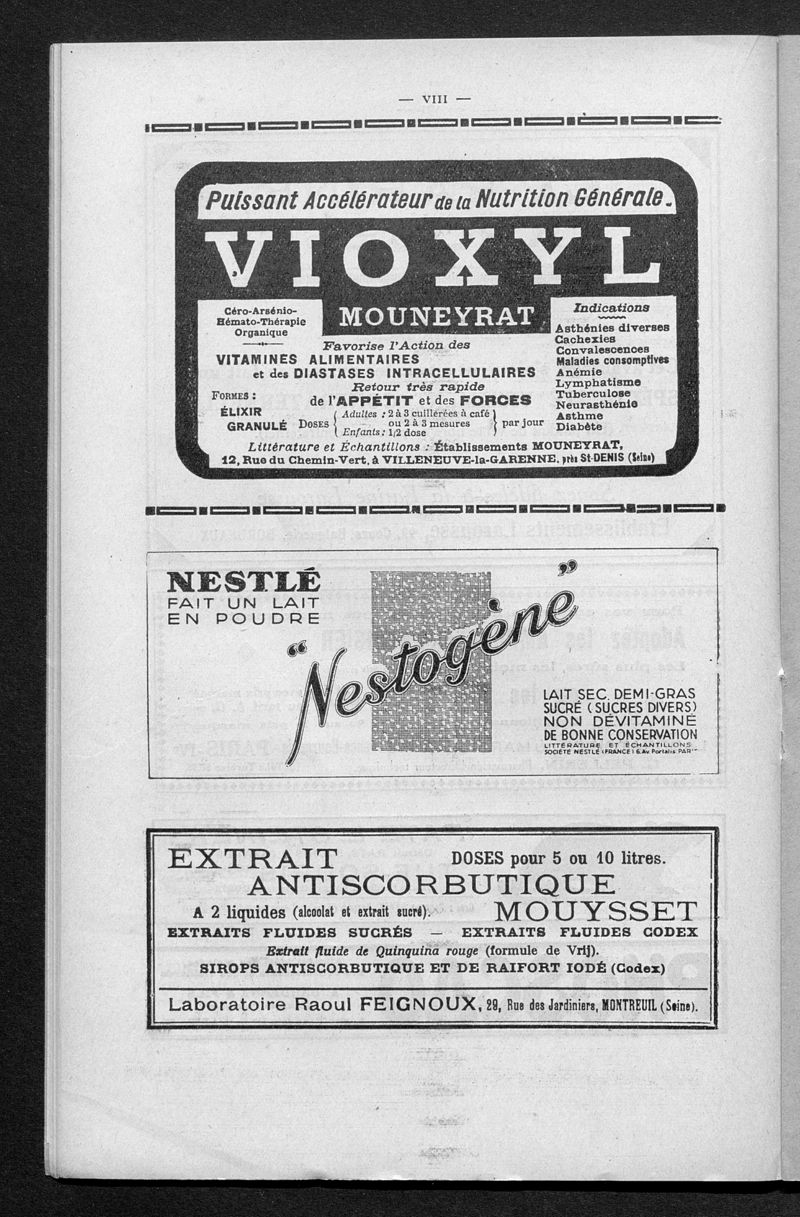 — VIII —
Puissant Accélérateur de la Nutrition Générale.
VIOXYL
MOUNEYRAT
Céro-Arsénio-
Hémato-Thérapie
Organique
Favorise l'Action des
VITAMINES ALIMENTAIRES
et des DIASTASES INTRACELLULAIRES
Retour très rapide
de l'APPÉTIT et des FORCES
FORMES :
ÉLIXIR
GRANULÉ
DOSES { Adultes : 2 à 3 cuillérées à café
ou 2 à 3 mesures
Enfants : 1/2 dose } par jour
Indications
Asthénies diverses
Cachexies
Convalescences
Maladies consomptives
Anémie
Lymphatisme
Tuberculose
Neurasthénie
Asthme
Diabète
Littérature et Échantillons : Établissements MOUNEYRAT,
12, Rue du Chemin-Vert, à VILLENEUVE-la-GARENNE, près St-DENIS (Seine)
NESTLÉ
FAIT UN LAIT
EN POUDRE
"Nestogène"
LAIT SEC, DEMI-GRAS
SUCRÉ (SUCRES DIVERS)
NON DÉVITAMINÉ
DE BONNE CONSERVATION
LITTÉRATURE ET ÉCHANTILLONS
SOCIÉTÉ NESTLÉ (FRANCE) 6.Av. Portalis PAR
EXTRAIT
DOSES pour 5 ou 10 litres.
ANTISCORBUTIQUE
A 2 liquides (alcoolat et extrait sucré).
MOUYSSET
EXTRAITS FLUIDES SUCRÉS — EXTRAITS FLUIDES CODEX
Extrait fluide de Quinquina rouge (formule de Vrij).
SIROPS ANTISCORBUTIQUE ET DE RAIFORT IODÉ (Codex)
Laboratoire Raoul FEIGNOUX, 29, Rue des Jardiniers, MONTREUIL (Seine).